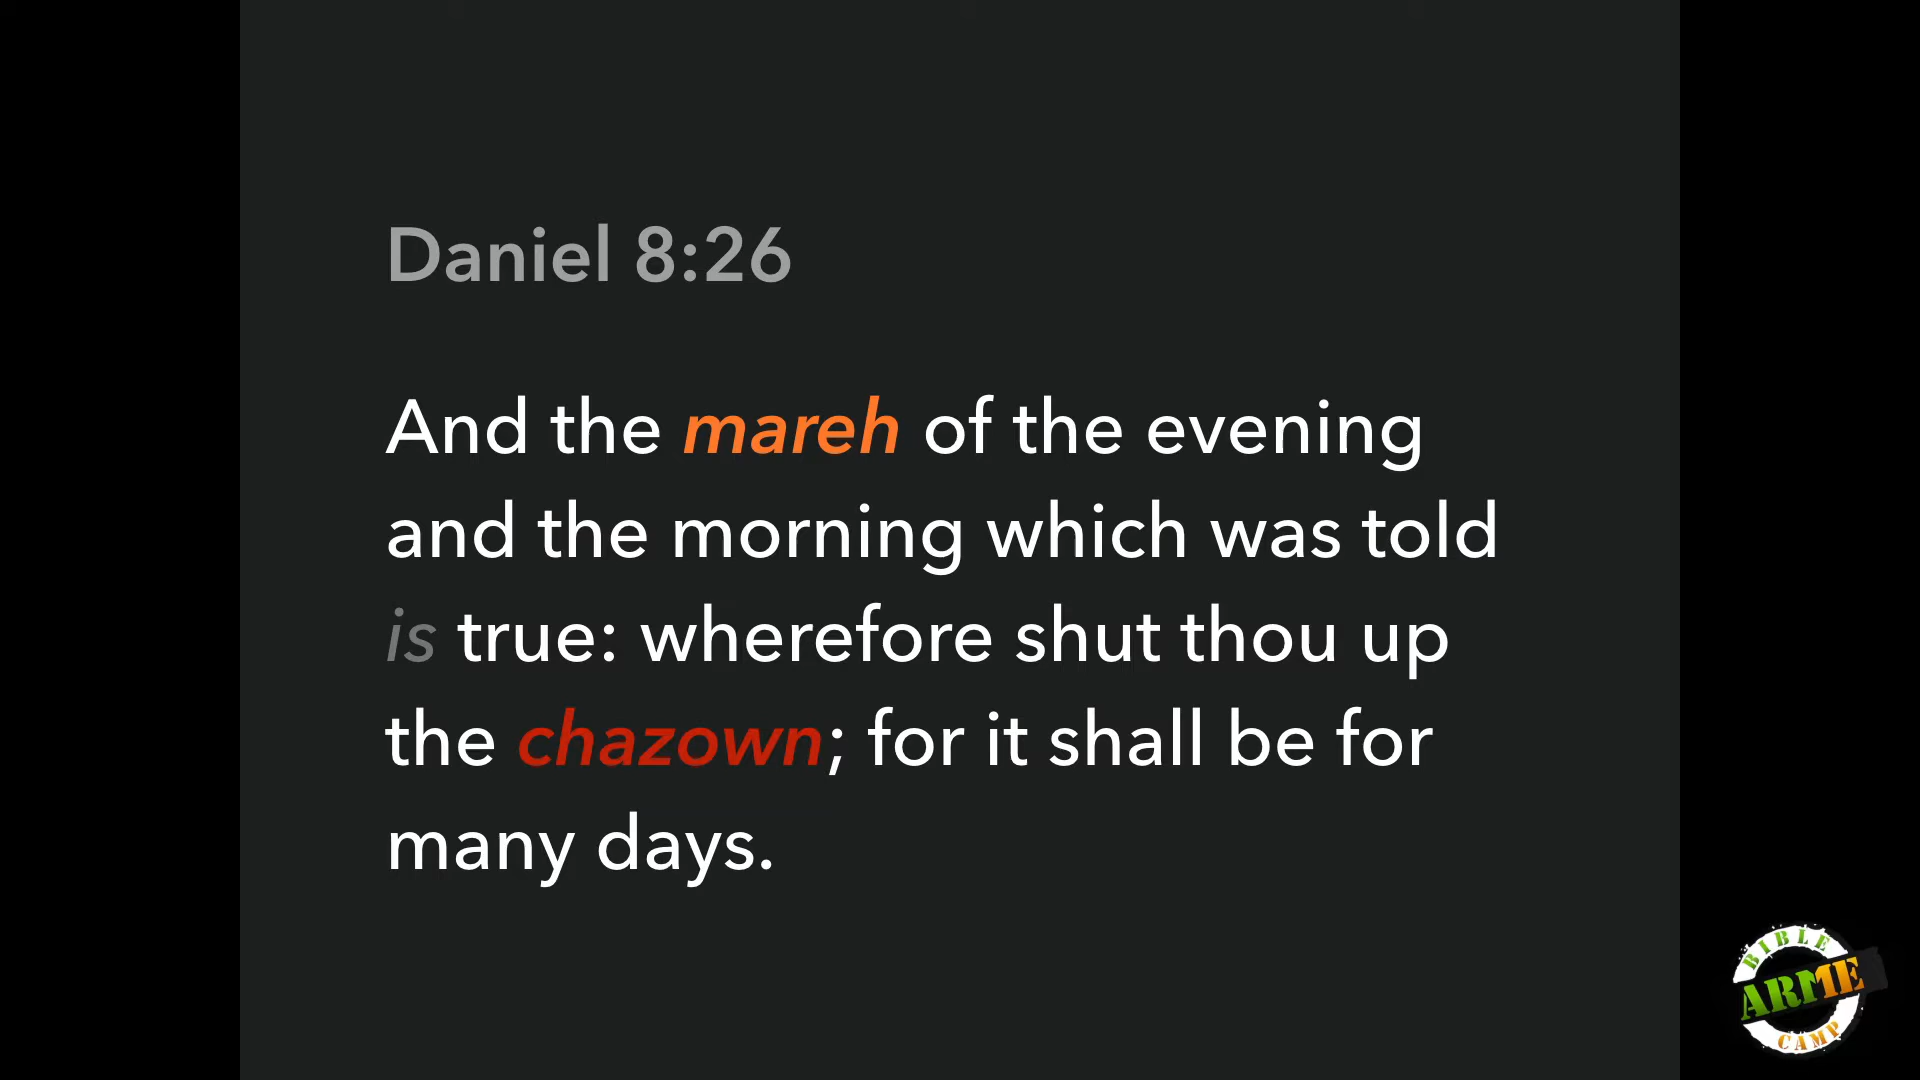 Daniel 8:26
And the mareh of the evening
and the morning which was told
is true: wherefore shut thou up
the chazown; for it shall be for
many days.
BIBLE
ARME
CAMP